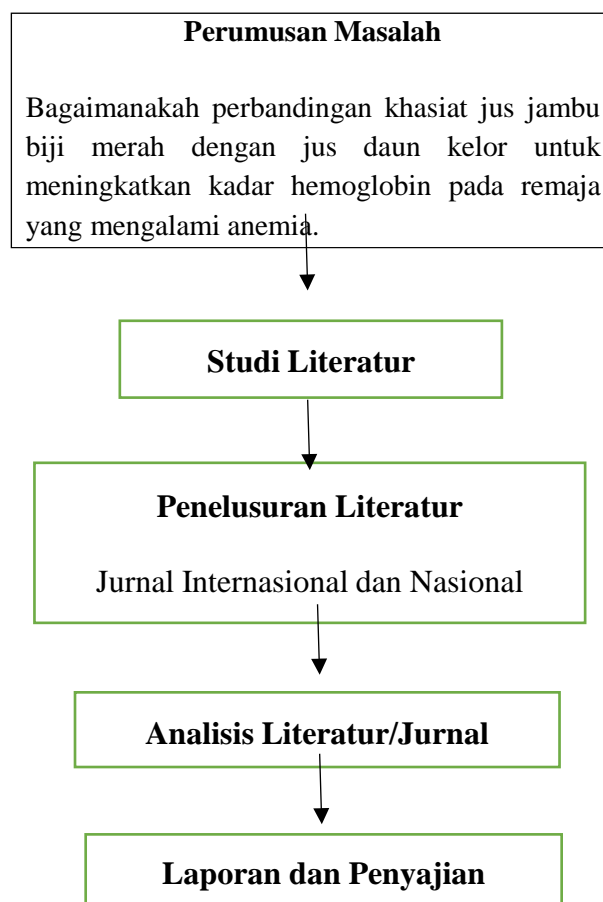 Perumusan Masalah
Bagaimanakah perbandingan khasiat jus jambu
biji merah dengan jus daun kelor untuk
meningkatkan kadar hemoglobin pada remaja
yang mengalami anemia.
Studi Literatur
Penelusuran Literatur
Jurnal Internasional dan Nasional
Analisis Literatur/Jurnal
Laporan dan Penyajian